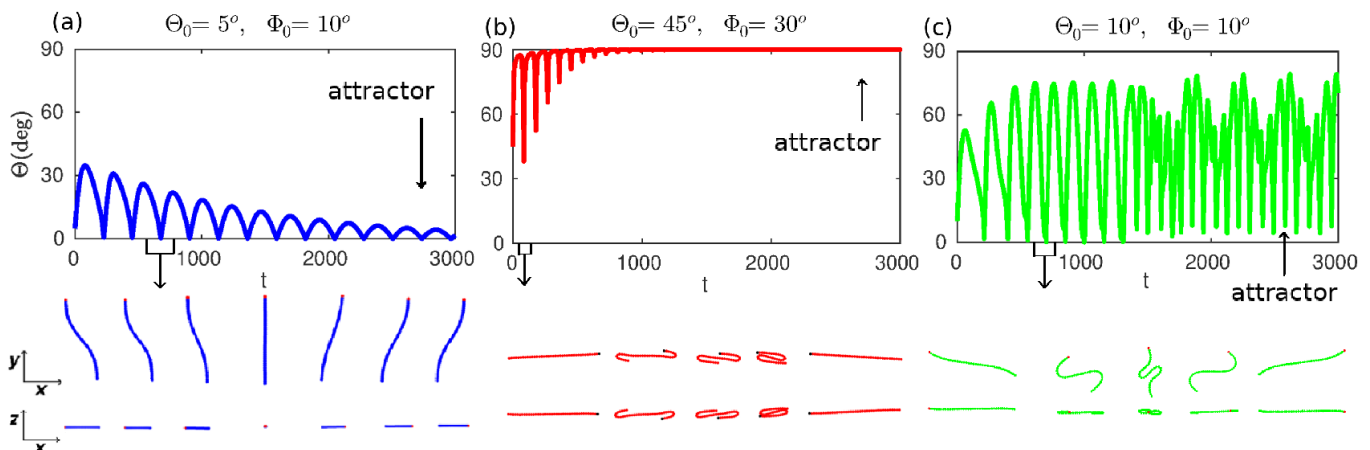 (a) Θ₀= 5°, Φ₀= 10°
90
60
30
0
Θ(deg)
attractor
0 1000 2000 3000
t
y
x
z
x
(b) Θ₀= 45°, Φ₀= 30°
90
60
30
0
attractor
0 1000 2000 3000
t
(c) Θ₀= 10°, Φ₀= 10°
90
60
30
0
0 1000 2000 3000
t
attractor